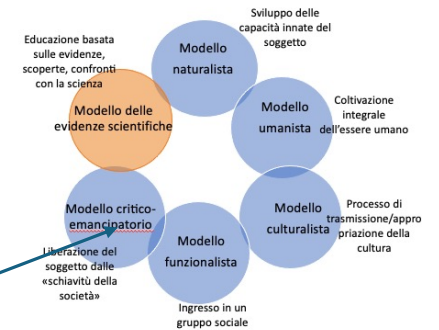 Sviluppo delle
capacità innate del
soggetto
Educazione basata
sulle evidenze,
scoperte, confronti
con la scienza
Modello
naturalista
Modello delle
evidenze scientifiche
Modello
umanista
Coltivazione
integrale
dell'essere umano
Modello critico-
emancipatorio
Liberazione del
soggetto dalle
«schiavitù della
società»
Modello
funzionalista
Ingresso in un
gruppo sociale
Modello
culturalista
Processo di
trasmissione/appro
priazione della
cultura